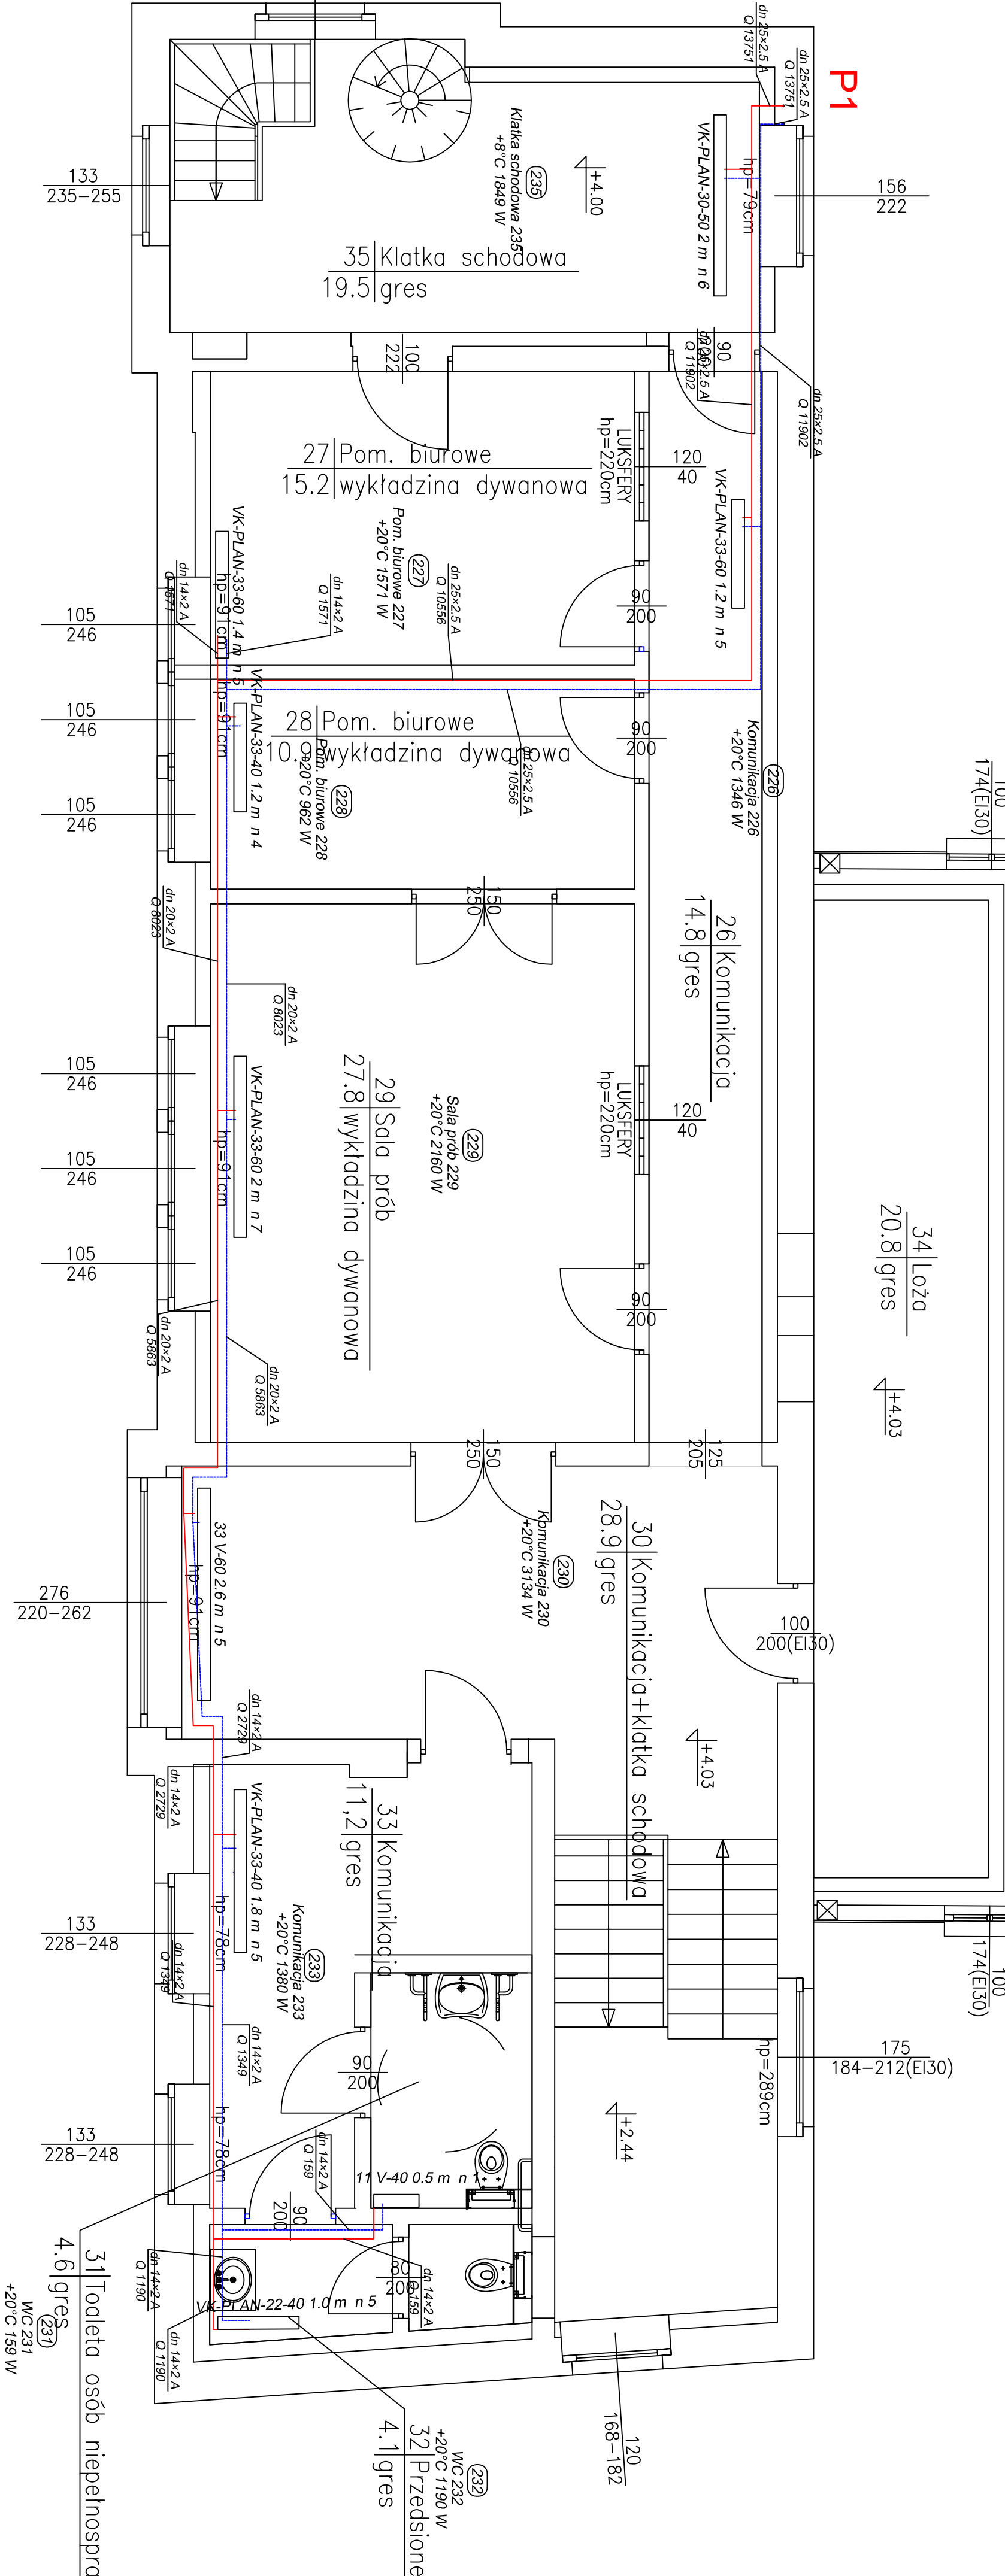 P1
dn 25×2.5 A
Q 13751
dn 25×2.5 A
Q 13751
VK-PLAN-30-50 2 m n 6
hp=79cm
156
222
133
235-255
235
Klatka schodowa 235
+8°C 1849 W
+4.00
35 Klatka schodowa
19.5 gres
100
222
90
dn 25×2.5 A
Q 11902
dn 25×2.5 A
Q 11902
27 Pom. biurowe
15.2 wykładzina dywanowa
LUKSFERY
hp=220cm
120
40
VK-PLAN-33-60 1.2 m n 5
227
Pom. biurowe 227
+20°C 1571 W
VK-PLAN-33-60 1.4 m n 5
hp=91cm
dn 14×2 A
Q 1571
dn 14×2 A
Q 1571
dn 25×2.5 A
Q 10556
90
200
105
246
105
246
105
246
hp=91cm
VK-PLAN-33-40 1.2 m n 4
28 Pom. biurowe
10.9 wykładzina dywanowa
228
Pom. biurowe 228
+20°C 962 W
dn 25×2.5 A
Q 10556
90
200
226
Komunikacja 226
+20°C 1346 W
100
174(EI30)
150
250
26 Komunikacja
14.8 gres
dn 20×2 A
Q 8023
dn 20×2 A
Q 8023
VK-PLAN-33-60 2 m n 7
hp=91cm
105
246
105
246
105
246
29 Sala prób
27.8 wykładzina dywanowa
229
Sala prób 229
+20°C 2160 W
LUKSFERY
hp=220cm
120
40
34 Loża
20.8 gres
+4.03
90
200
dn 20×2 A
Q 5863
dn 20×2 A
Q 5863
150
250
125
205
33 V-60 2.6 m n 5
hp=91cm
276
220-262
230
Komunikacja 230
+20°C 3134 W
30 Komunikacja+klatka schodowa
28.9 gres
100
200(EI30)
+4.03
dn 14×2 A
Q 2729
dn 14×2 A
Q 2729
VK-PLAN-33-40 1.8 m n 5
33 Komunikacja
11,2 gres
hp=78cm
133
228-248
233
Komunikacja 233
+20°C 1380 W
dn 14×2 A
Q 1349
dn 14×2 A
Q 1349
100
174(EI30)
175
184-212(EI30)
hp=289cm
+2.44
90
200
hp=78cm
133
228-248
dn 14×2 A
Q 159
11 V-40 0.5 m n 1
90
200
80
200
dn 14×2 A
Q 159
dn 14×2 A
Q 1190
dn 14×2 A
Q 1190
VK-PLAN-22-40 1.0 m n 5
31 Toaleta osób niepełnospra
4.6 gres
231
WC 231
+20°C 159 W
232
WC 232
+20°C 1190 W
32 Przedsione
4.1 gres
120
168-182